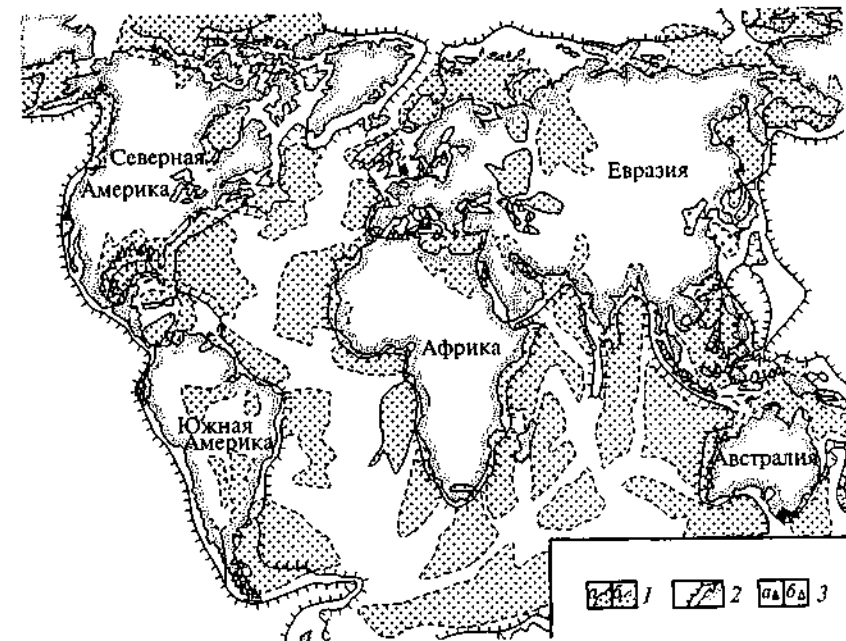 Северная
Америка
Евразия
Африка
Южная
Америка
Австралия
1
2
а
б
3